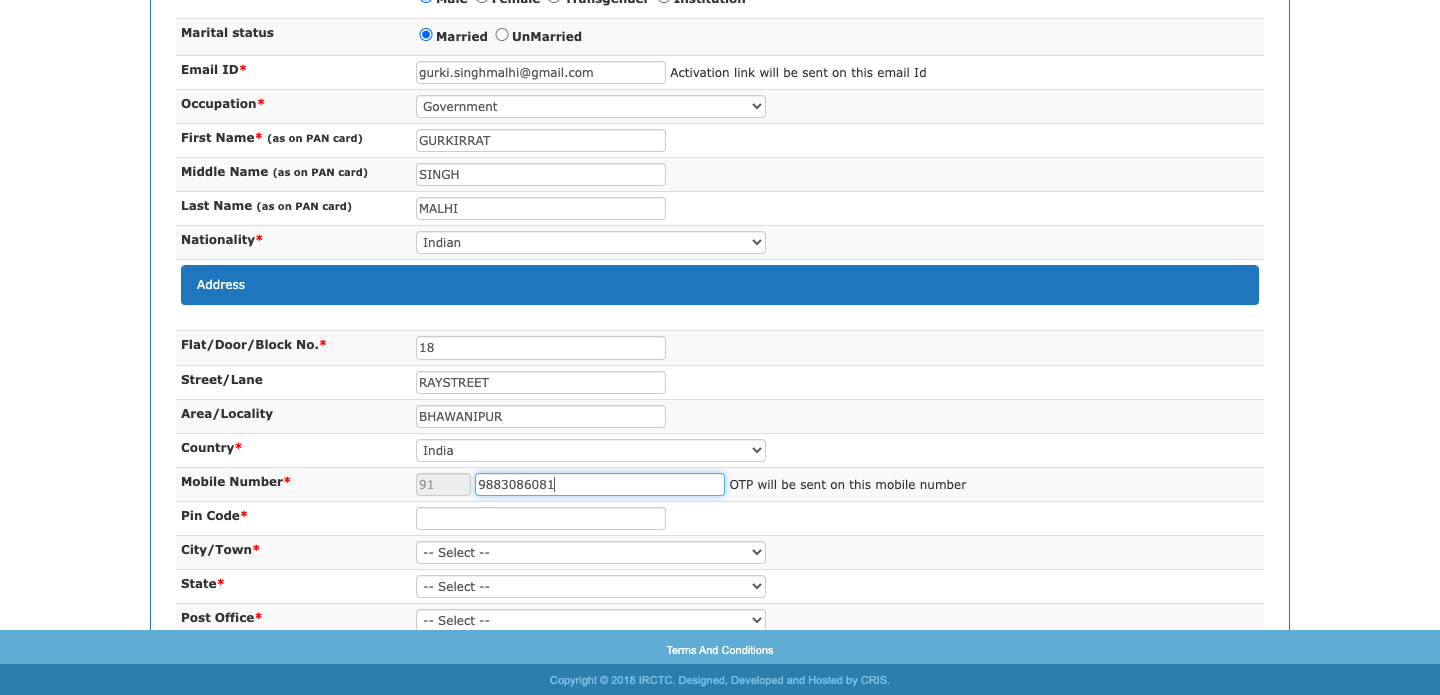 Male Female Transgender Institution
Marital status Married UnMarried
Email ID* gurki.singhmalhi@gmail.com Activation link will be sent on this email Id
Occupation* Government
First Name* (as on PAN card) GURKIRRAT
Middle Name (as on PAN card) SINGH
Last Name (as on PAN card) MALHI
Nationality* Indian
Address
Flat/Door/Block No.* 18
Street/Lane RAYSTREET
Area/Locality BHAWANIPUR
Country* India
Mobile Number* 91 9883086081 OTP will be sent on this mobile number
Pin Code*
City/Town* -- Select --
State* -- Select --
Post Office* -- Select --
Terms And Conditions
Copyright © 2018 IRCTC. Designed, Developed and Hosted by CRIS.